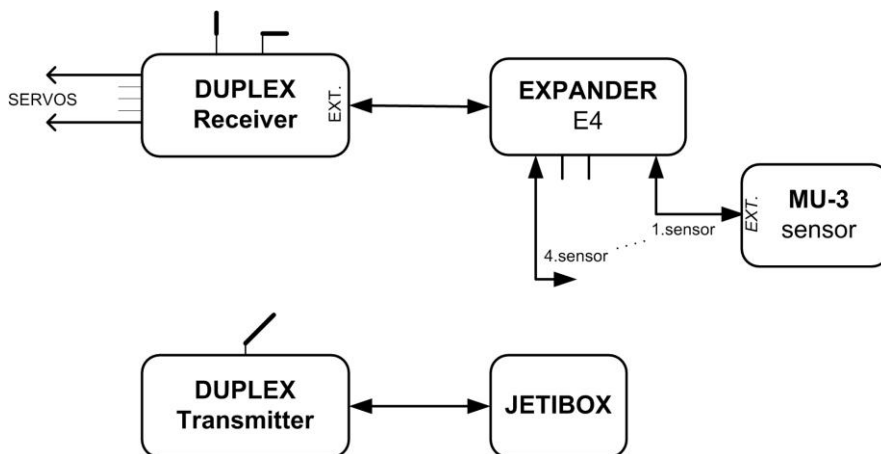 SERVOS
DUPLEX
Receiver
EXT.
EXPANDER
E4
1.sensor
4.sensor
EXT.
MU-3
sensor
DUPLEX
Transmitter
JETIBOX